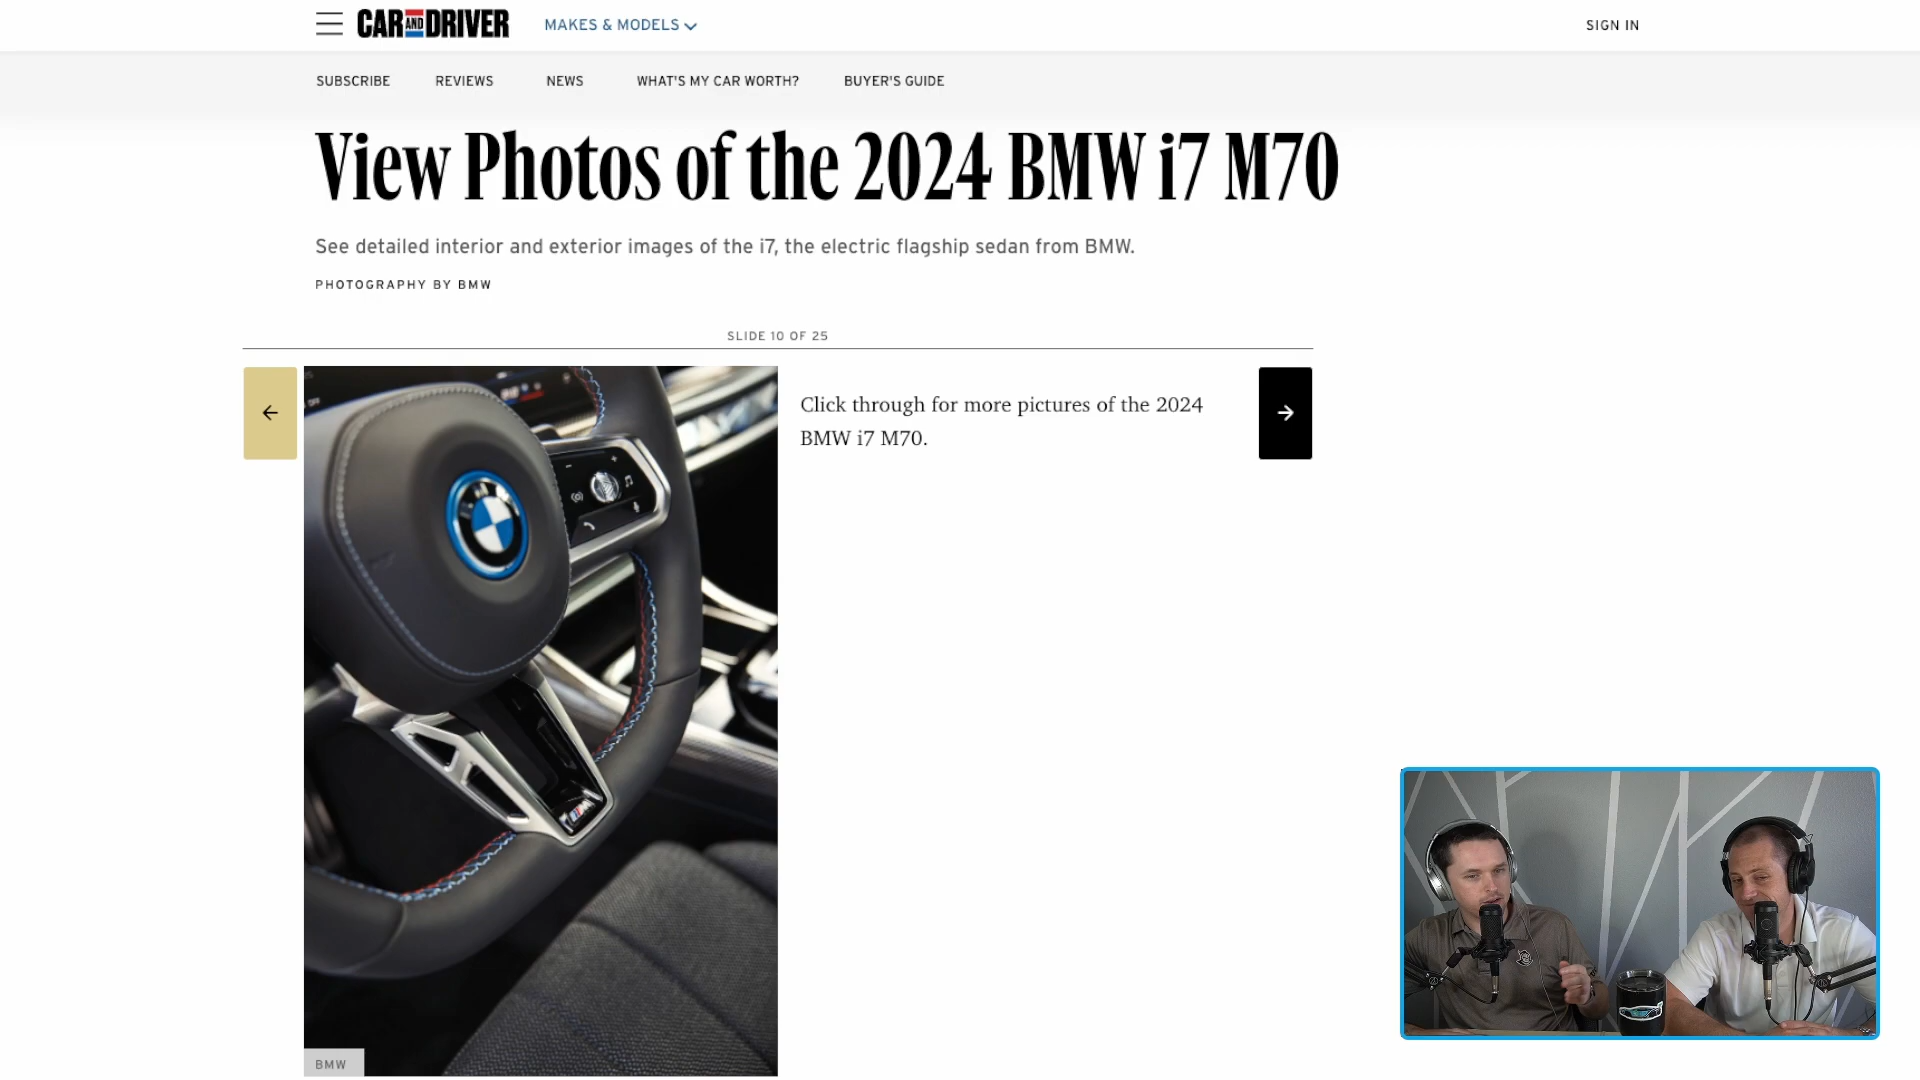 CAR AND DRIVER
MAKES & MODELS
SIGN IN
SUBSCRIBE
REVIEWS
NEWS
WHAT'S MY CAR WORTH?
BUYER'S GUIDE
View Photos of the 2024 BMW i7 M70
See detailed interior and exterior images of the i7, the electric flagship sedan from BMW.
PHOTOGRAPHY BY BMW
SLIDE 10 OF 25
OFF
Click through for more pictures of the 2024
BMW i7 M70.
BMW
M
BMW